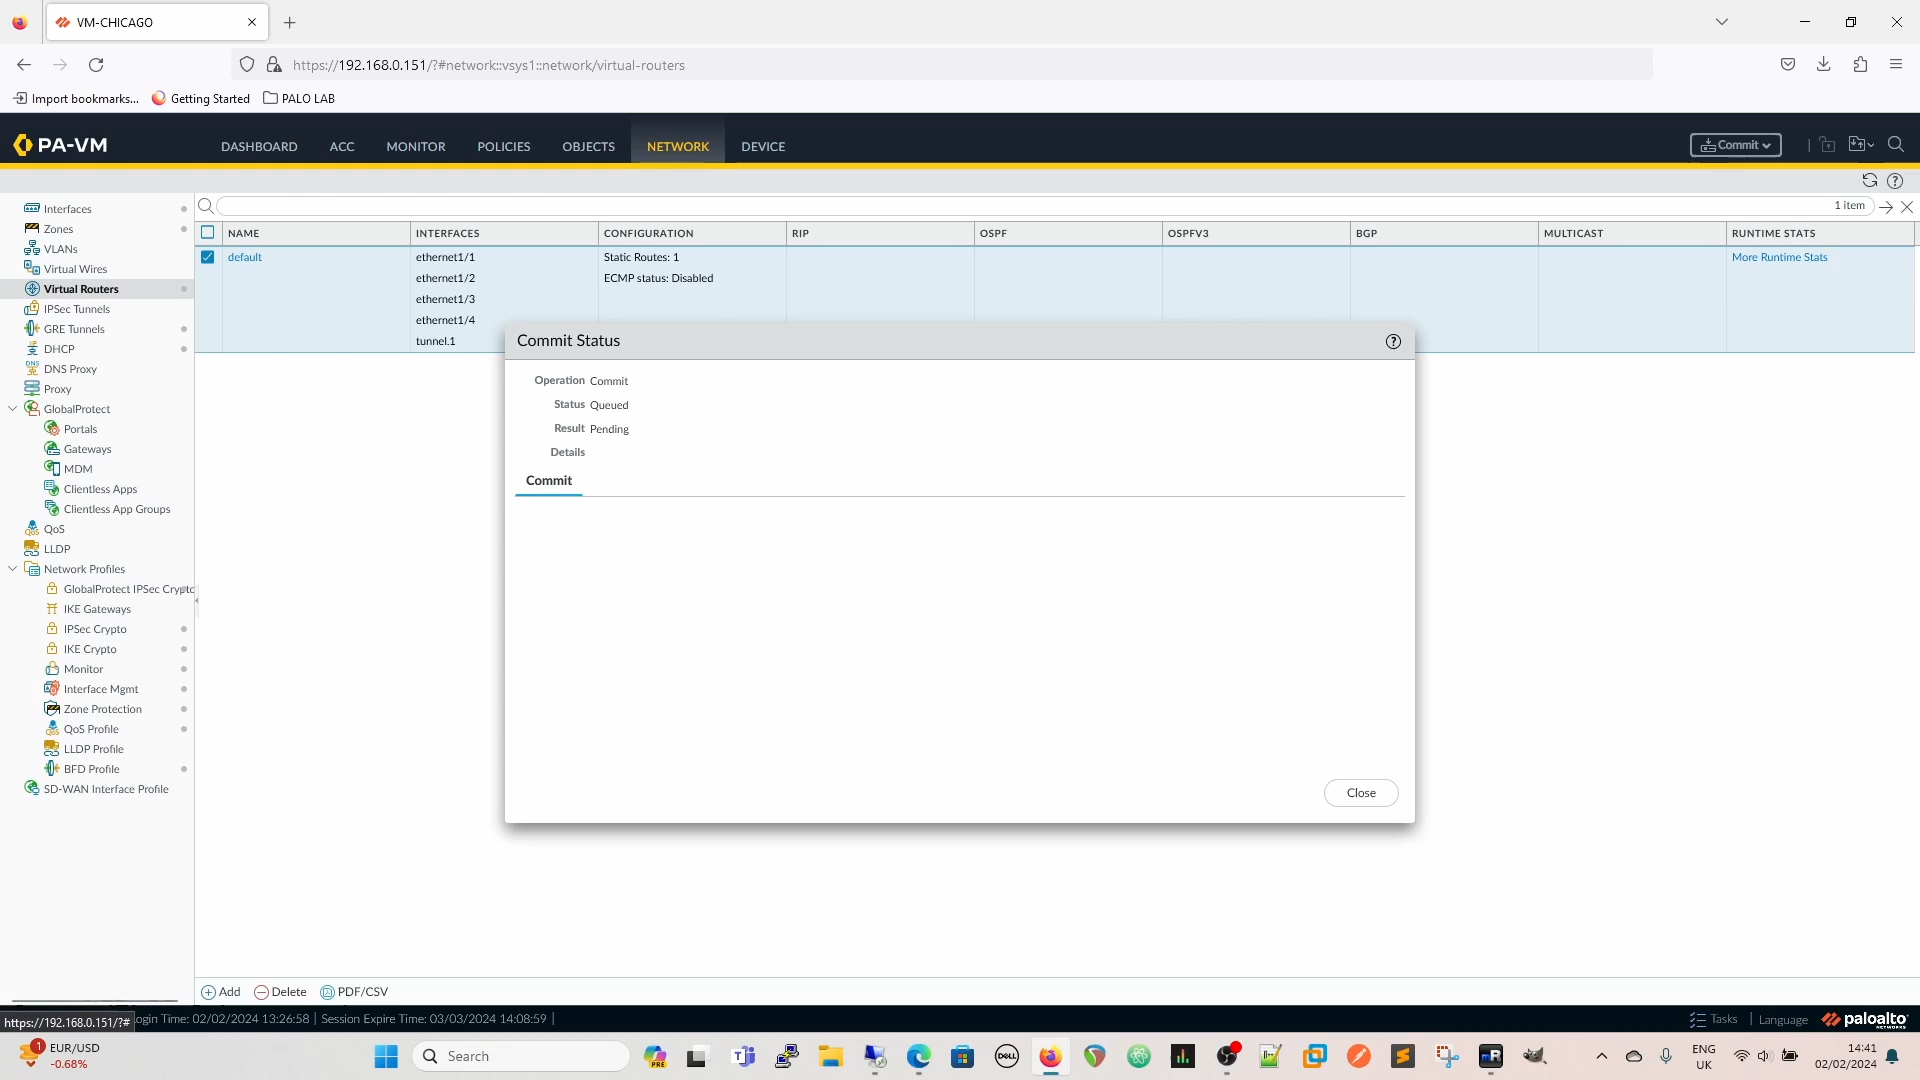 VM-CHICAGO
https://192.168.0.151/?#network::vsys1::network/virtual-routers
Import bookmarks...
Getting Started
PALO LAB
PA-VM
DASHBOARD
ACC
MONITOR
POLICIES
OBJECTS
NETWORK
DEVICE
Commit
1 item
Interfaces
Zones
VLANs
Virtual Wires
Virtual Routers
IPSec Tunnels
GRE Tunnels
DHCP
DNS Proxy
Proxy
GlobalProtect
Portals
Gateways
MDM
Clientless Apps
Clientless App Groups
QoS
LLDP
Network Profiles
GlobalProtect IPSec Crypto
IKE Gateways
IPSec Crypto
IKE Crypto
Monitor
Interface Mgmt
Zone Protection
QoS Profile
LLDP Profile
BFD Profile
SD-WAN Interface Profile
NAME
INTERFACES
CONFIGURATION
RIP
OSPF
OSPFV3
BGP
MULTICAST
RUNTIME STATS
default
ethernet1/1
ethernet1/2
ethernet1/3
ethernet1/4
tunnel.1
Static Routes: 1
ECMP status: Disabled
More Runtime Stats
Commit Status
Operation Commit
Status Queued
Result Pending
Details
Commit
Close
Add
Delete
PDF/CSV
https://192.168.0.151/?#
ogin Time: 02/02/2024 13:26:58 | Session Expire Time: 03/03/2024 14:08:59 |
Tasks | Language
paloalto
NETWORKS
1
EUR/USD
-0.68%
Search
PRE
DELL
ENG
UK
14:41
02/02/2024